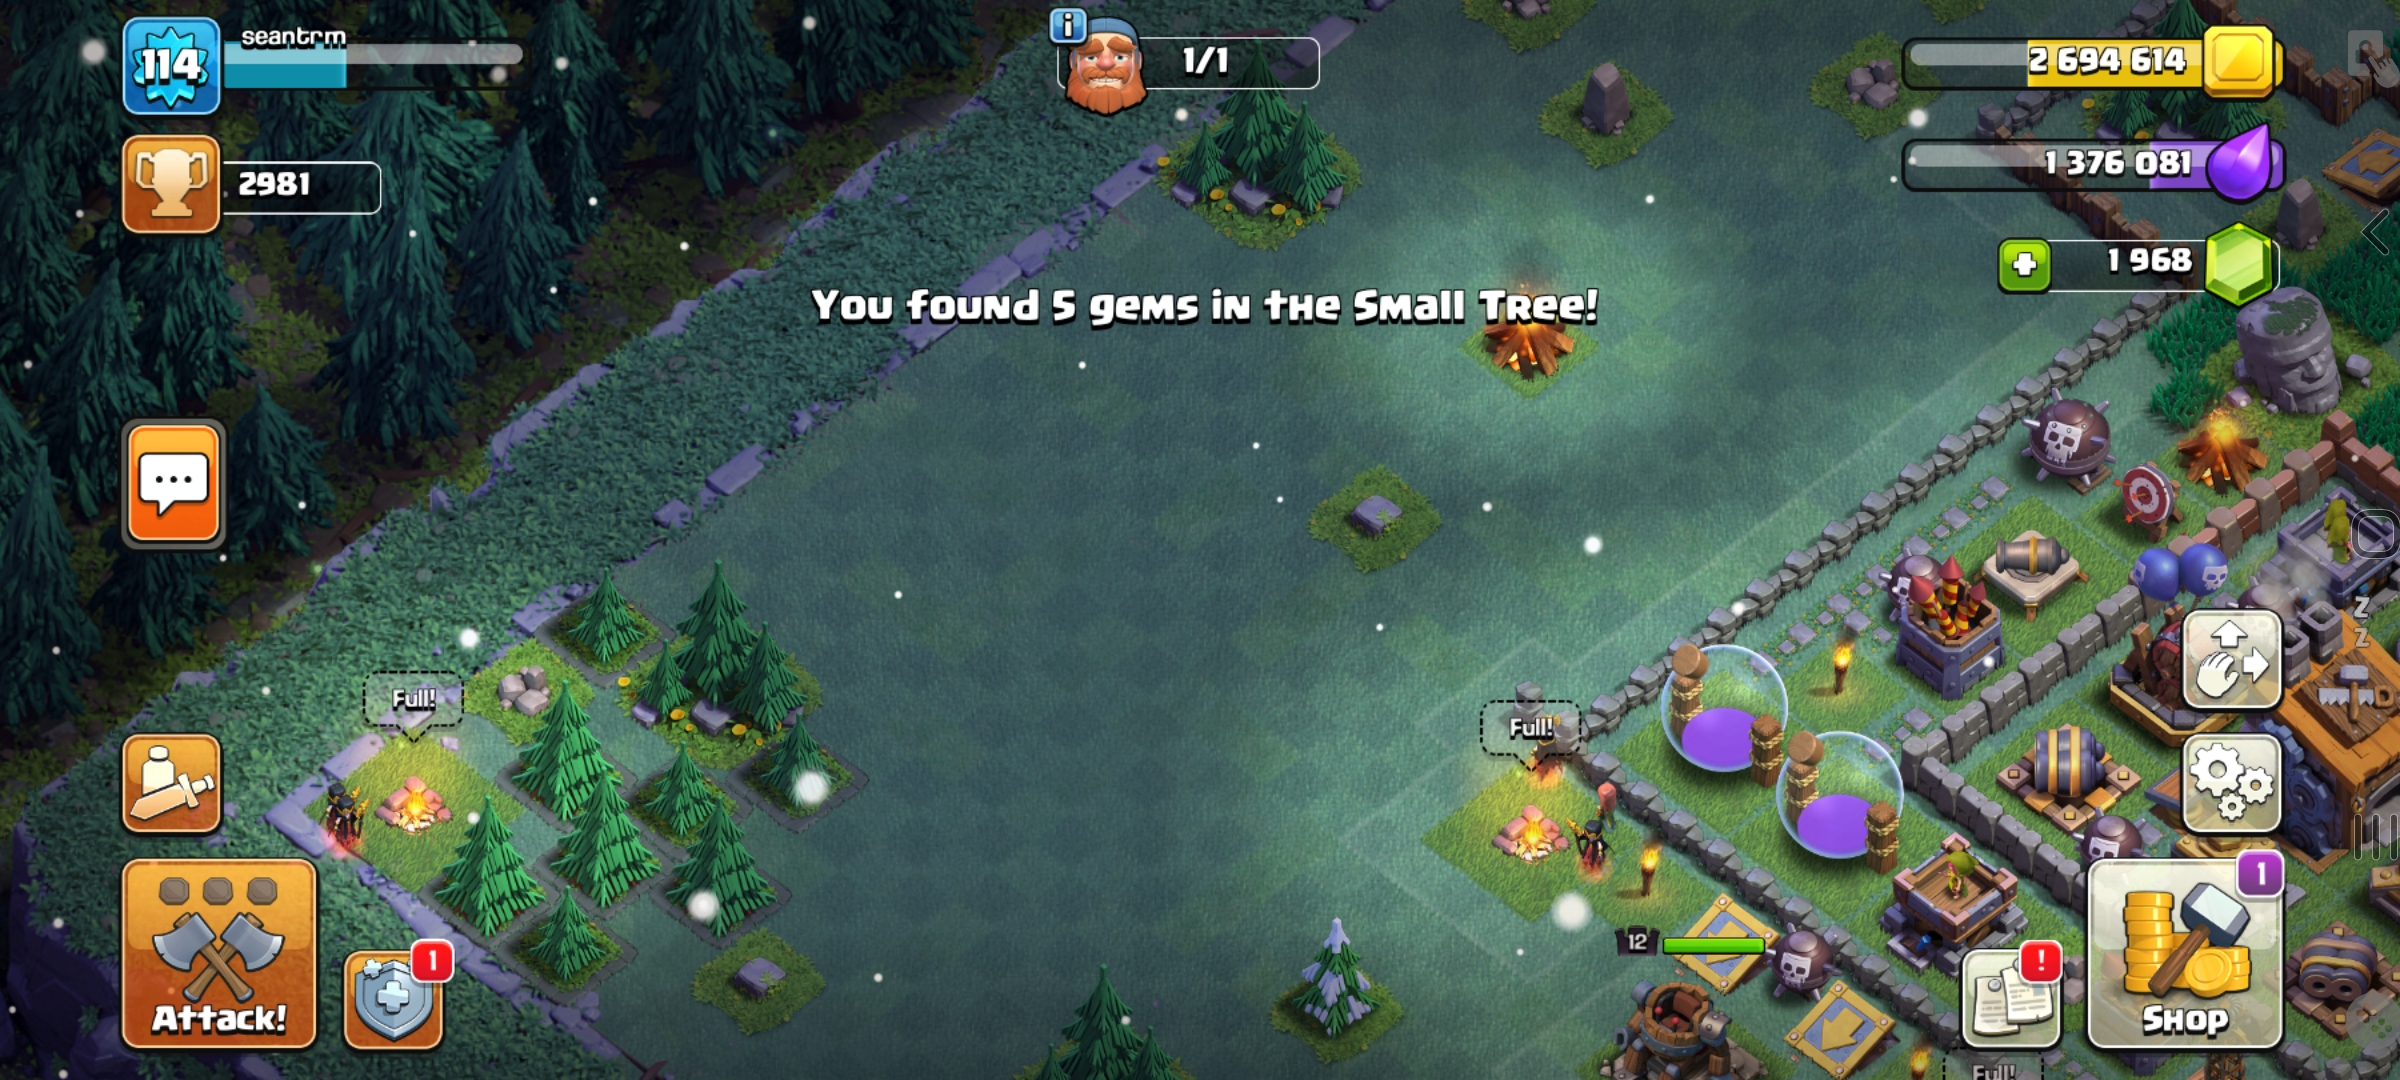 114
seantrm
1/1
2 694 614
2981
1 376 081
1 968
You found 5 gems in the Small Tree!
Full!
Full!
z
z
1
12
1
!
Attack!
Shop
Full!